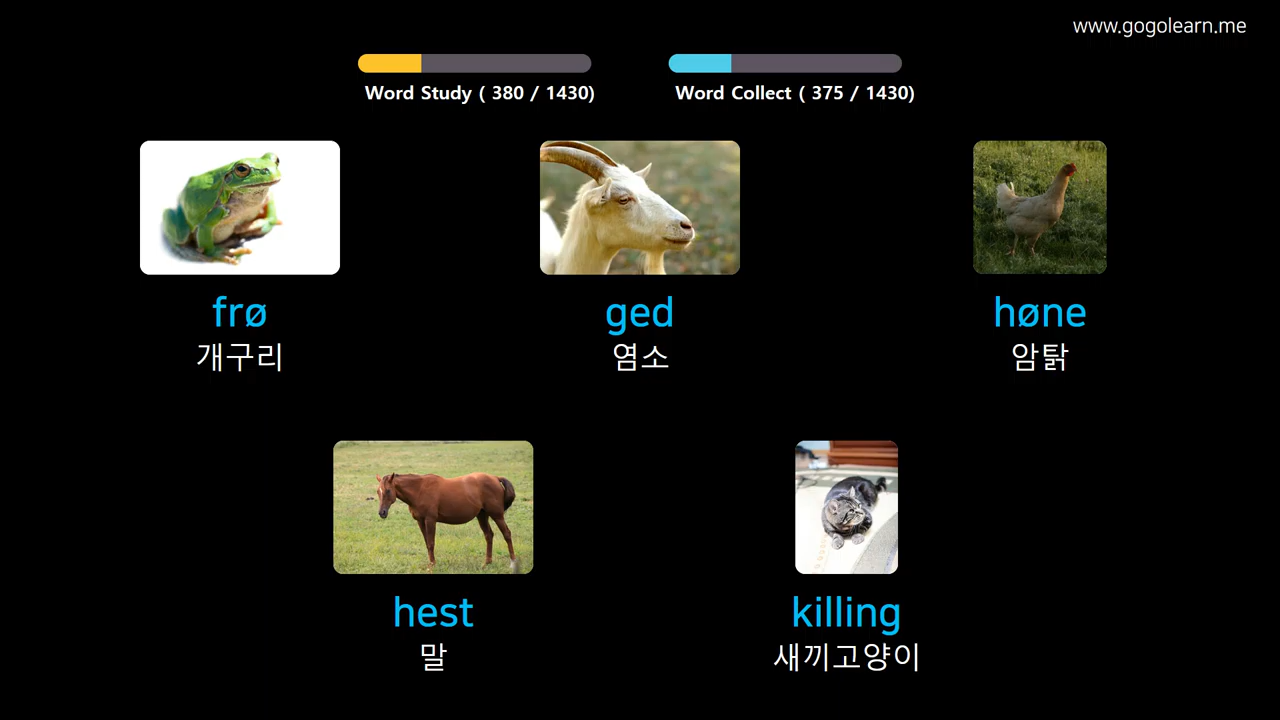 www.gogolearn.me
Word Study ( 380 / 1430)
Word Collect ( 375 / 1430)
frø
개구리
ged
염소
høne
암탉
hest
말
killing
새끼고양이